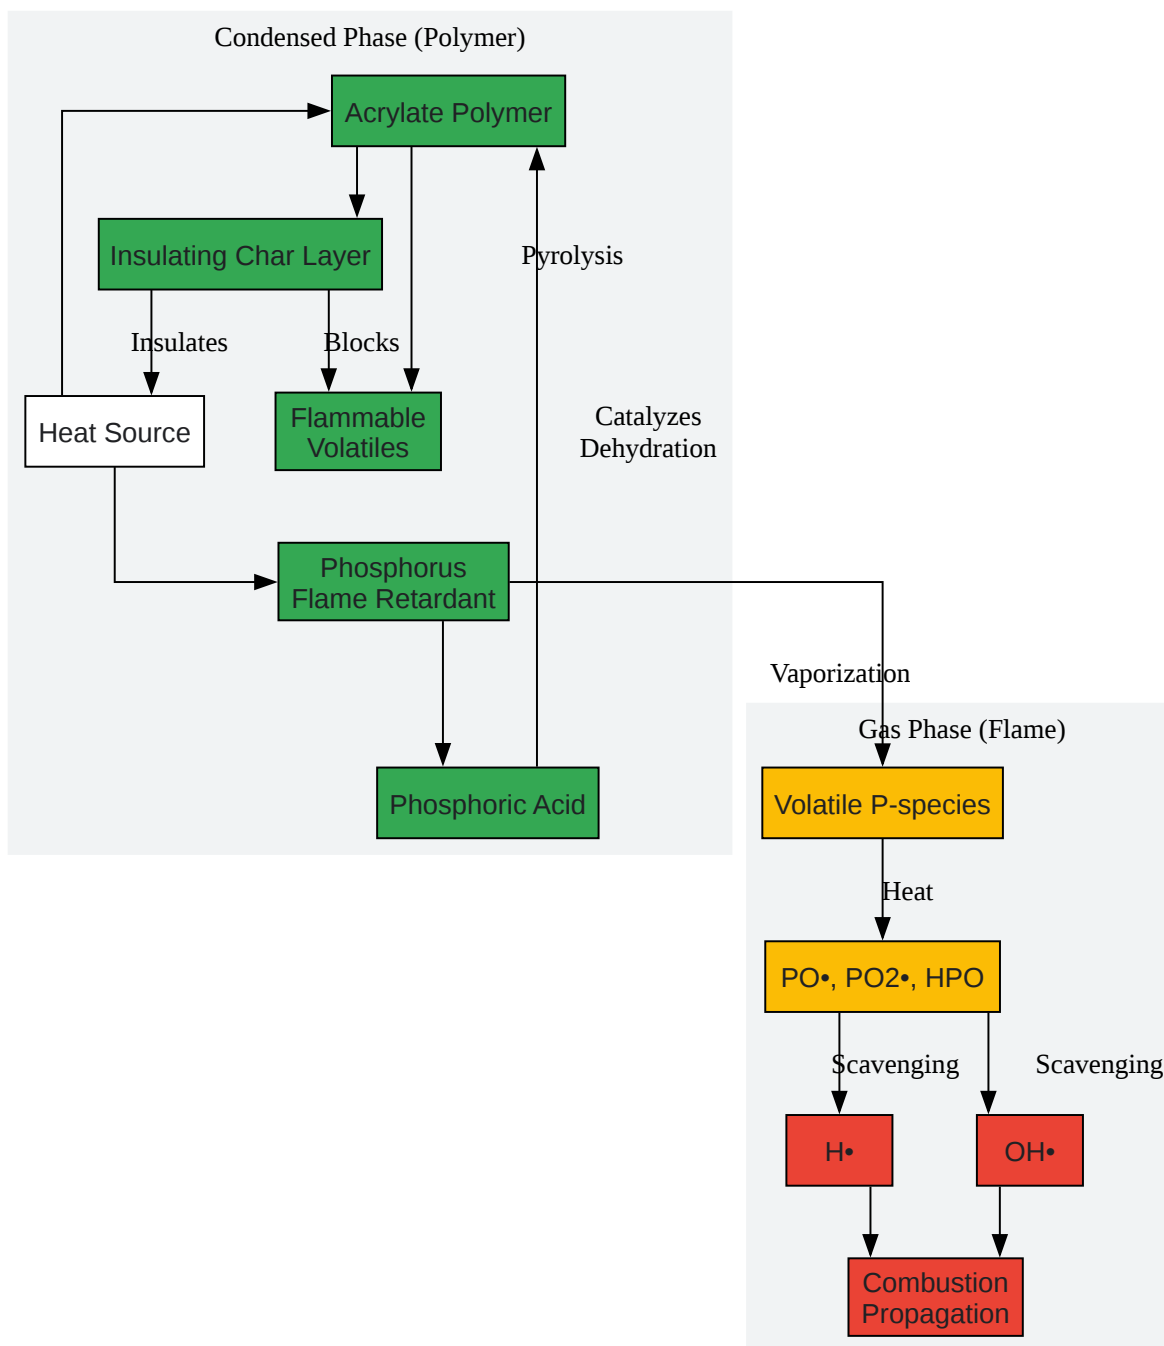 Condensed Phase (Polymer)
Acrylate Polymer
Insulating Char Layer
Pyrolysis
Insulates
Blocks
Heat Source
Flammable
Volatiles
Catalyzes
Dehydration
Phosphorus
Flame Retardant
Vaporization
Gas Phase (Flame)
Phosphoric Acid
Volatile P-species
Heat
PO•, PO2•, HPO
Scavenging
Scavenging
H•
OH•
Combustion
Propagation